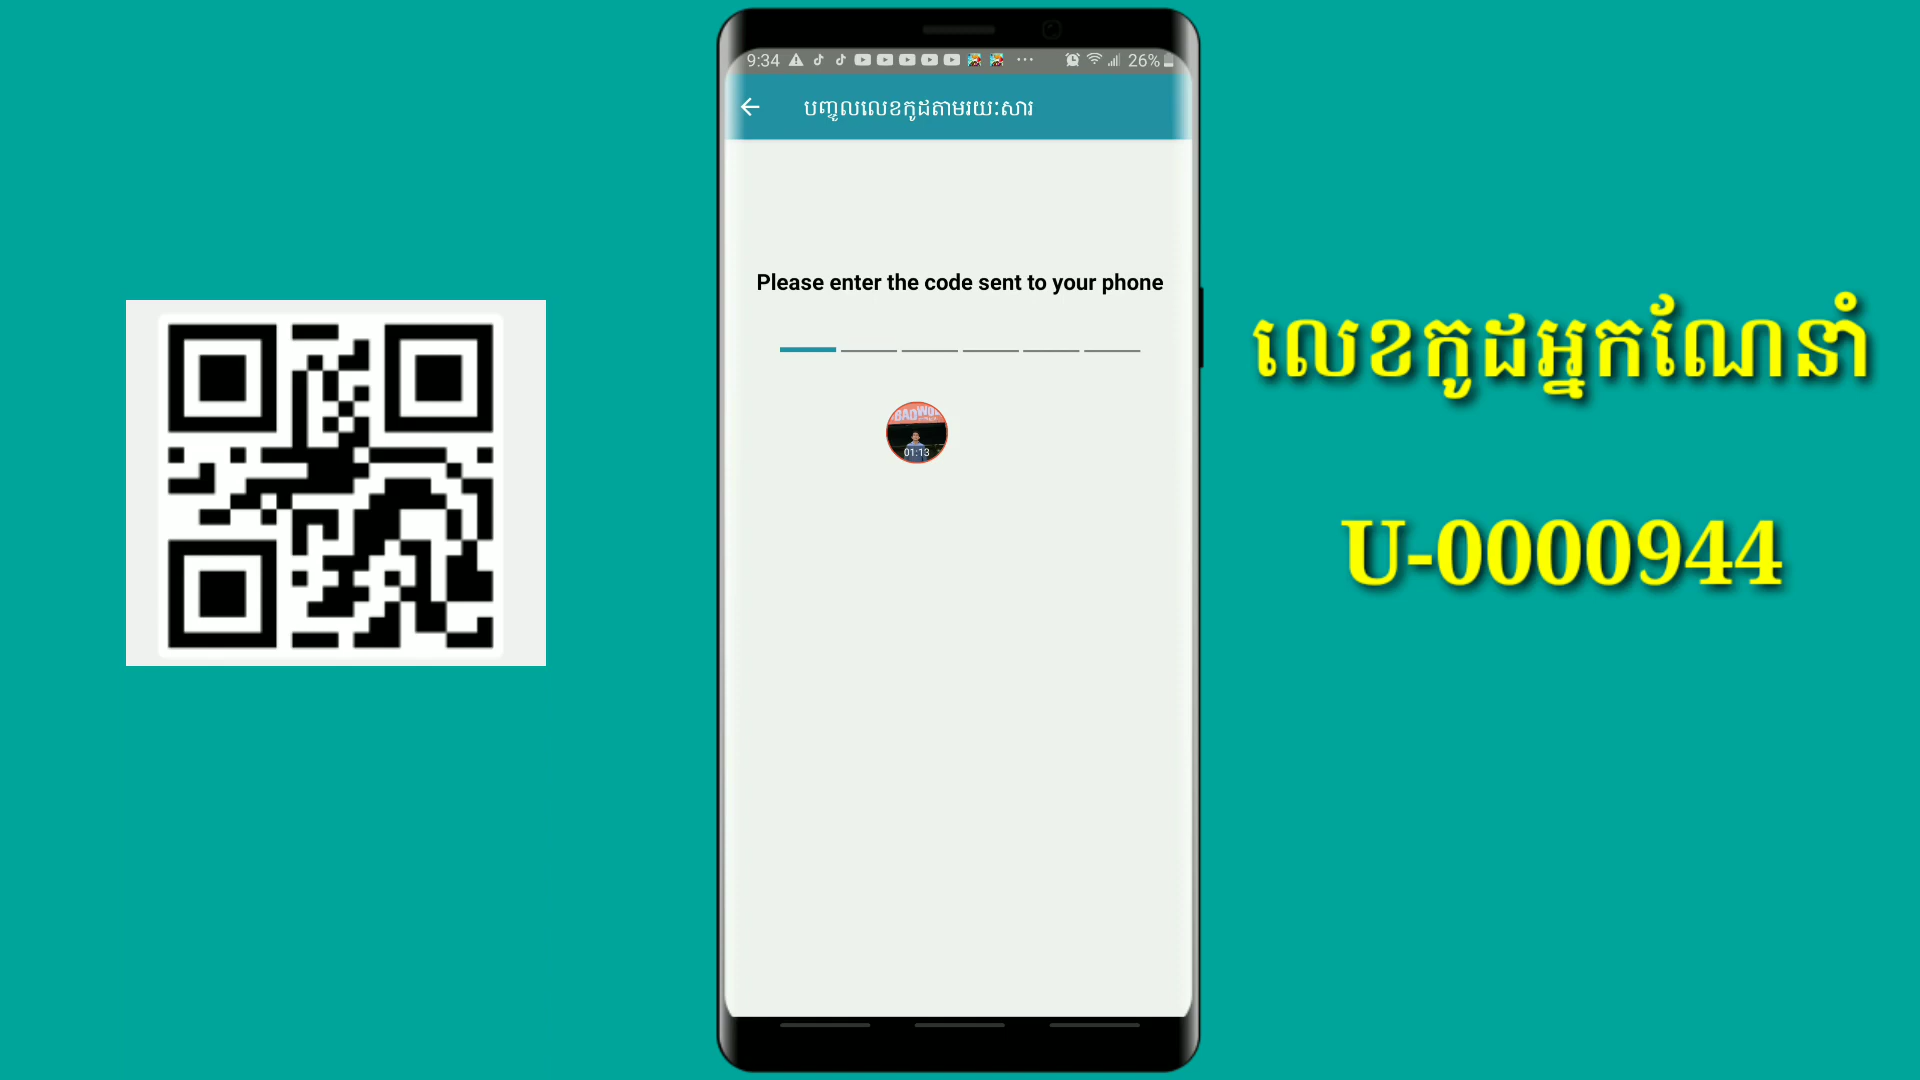 9:34
26%
បញ្ចូលលេខកូដតាមរយៈសារ
Please enter the code sent to your phone
BADWO
01:13
លេខកូដអ្នកណែនាំ
U-0000944